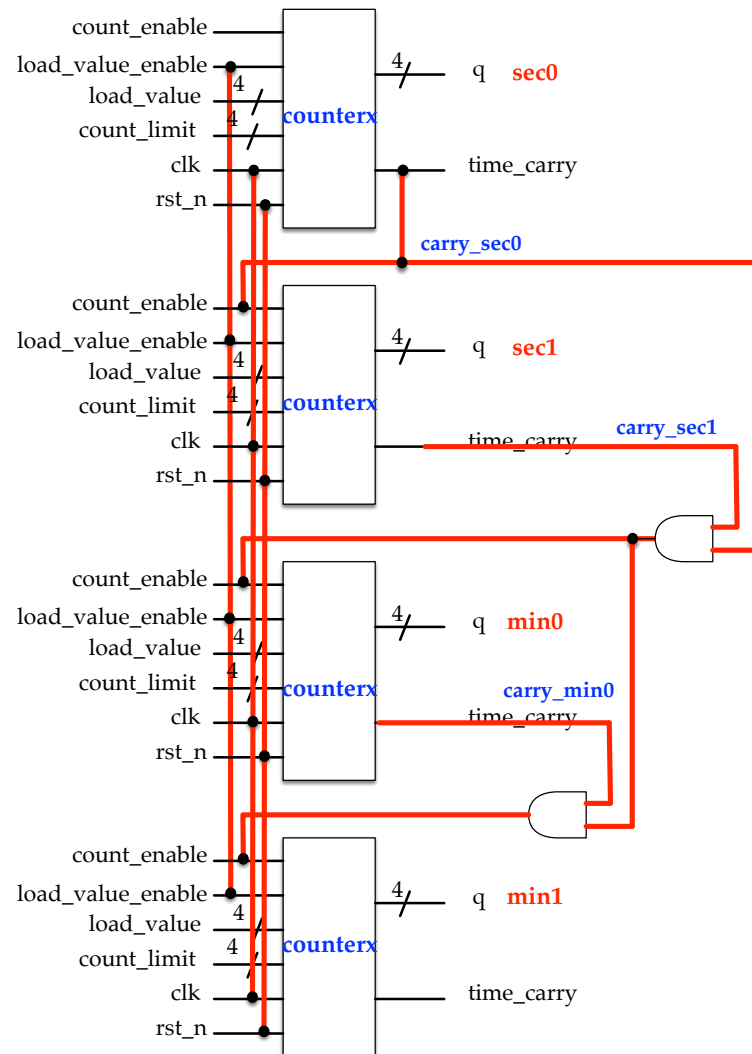 count_enable
load_value_enable
4
q sec0
4
load_value
4
count_limit
counterx
clk
time_carry
rst_n
carry_sec0
count_enable
load_value_enable
4
q sec1
4
load_value
4
count_limit
counterx
carry_sec1
clk
time_carry
rst_n
count_enable
load_value_enable
4
q min0
4
load_value
4
count_limit
counterx
carry_min0
clk
time_carry
rst_n
count_enable
load_value_enable
4
q min1
4
load_value
4
count_limit
counterx
clk
time_carry
rst_n